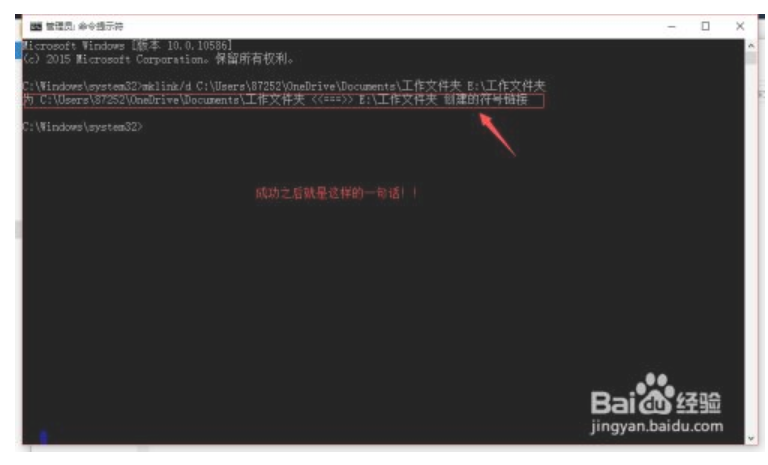 管理员: 命令提示符
Microsoft Windows [版本 10.0.10586]
(c) 2015 Microsoft Corporation。保留所有权利。
C:\Windows\system32>mklink/d C:\Users\87252\OneDrive\Documents\工作文件夹 E:\工作文件夹
为 C:\Users\87252\OneDrive\Documents\工作文件夹 <<===>> E:\工作文件夹 创建的符号链接
C:\Windows\system32>
成功之后就是这样的一句话！！
Baidu 经验
jingyan.baidu.com